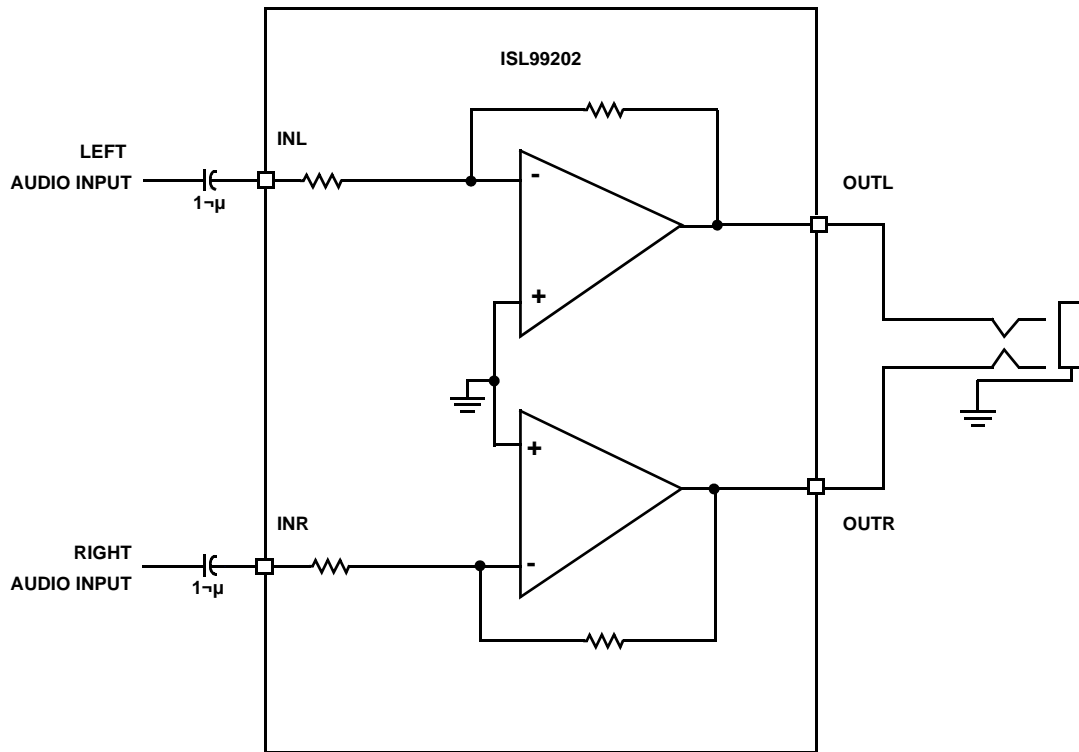 ISL99202
INL
LEFT
AUDIO INPUT
1¬µ
-
+
OUTL
+
-
OUTR
INR
RIGHT
AUDIO INPUT
1¬µ